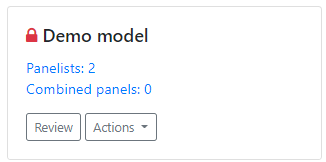 Demo model
Panelists: 2
Combined panels: 0
Review
Actions